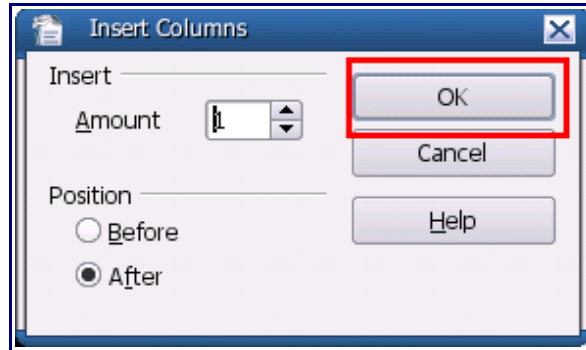 Insert Columns
Insert
Amount 1
OK
Cancel
Position
Before
After
Help